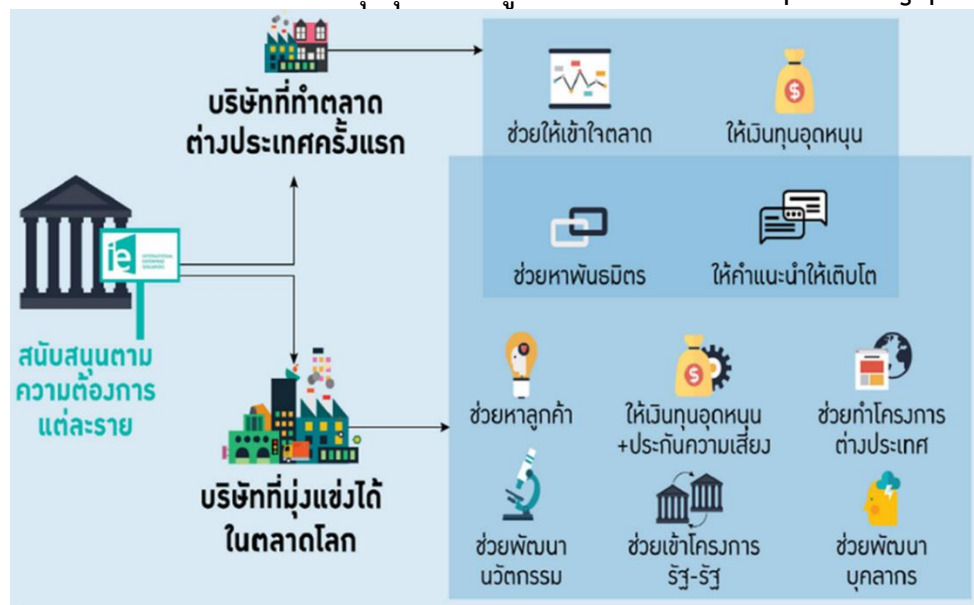 บริษัทที่ทำตลาด
ต่างประเทศครั้งแรก
ช่วยให้เข้าใจตลาด
ให้เงินทุนอุดหนุน
ช่วยหาพันธมิตร
ให้คำแนะนำให้เติบโต
ie
INTERNATIONAL
ENTERPRISE
SINGAPORE
สนับสนุนตาม
ความต้องการ
แต่ละราย
บริษัทที่มุ่งแข่งได้
ในตลาดโลก
ช่วยหาลูกค้า
ให้เงินทุนอุดหนุน
+ประกันความเสี่ยง
ช่วยทำโครงการ
ต่างประเทศ
ช่วยพัฒนา
นวัตกรรม
ช่วยเข้าโครงการ
รัฐ-รัฐ
ช่วยพัฒนา
บุคลากร